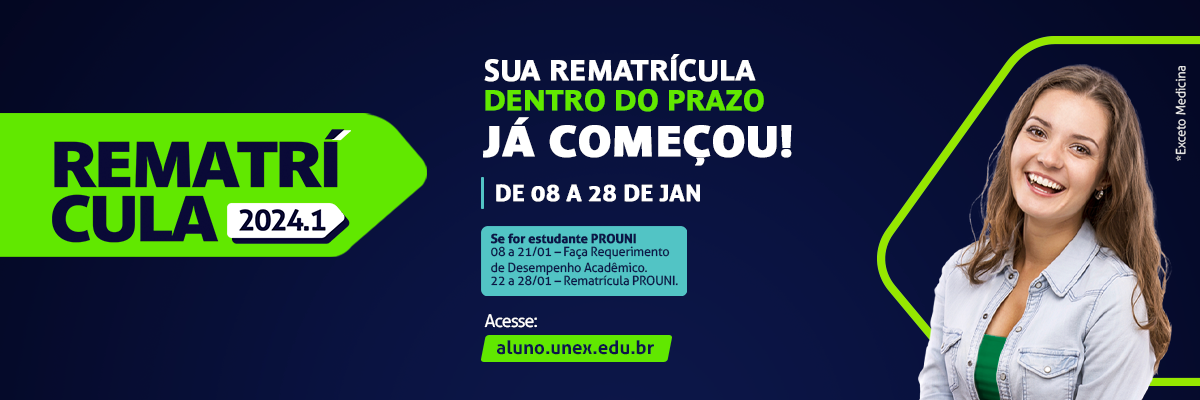 REMATRÍ
CULA 2024.1
SUA REMATRÍCULA
DENTRO DO PRAZO
JÁ COMEÇOU!
DE 08 A 28 DE JAN
Se for estudante PROUNI
08 a 21/01 – Faça Requerimento
de Desempenho Acadêmico.
22 a 28/01 – Rematrícula PROUNI.
Acesse:
aluno.unex.edu.br
*Exceto Medicina